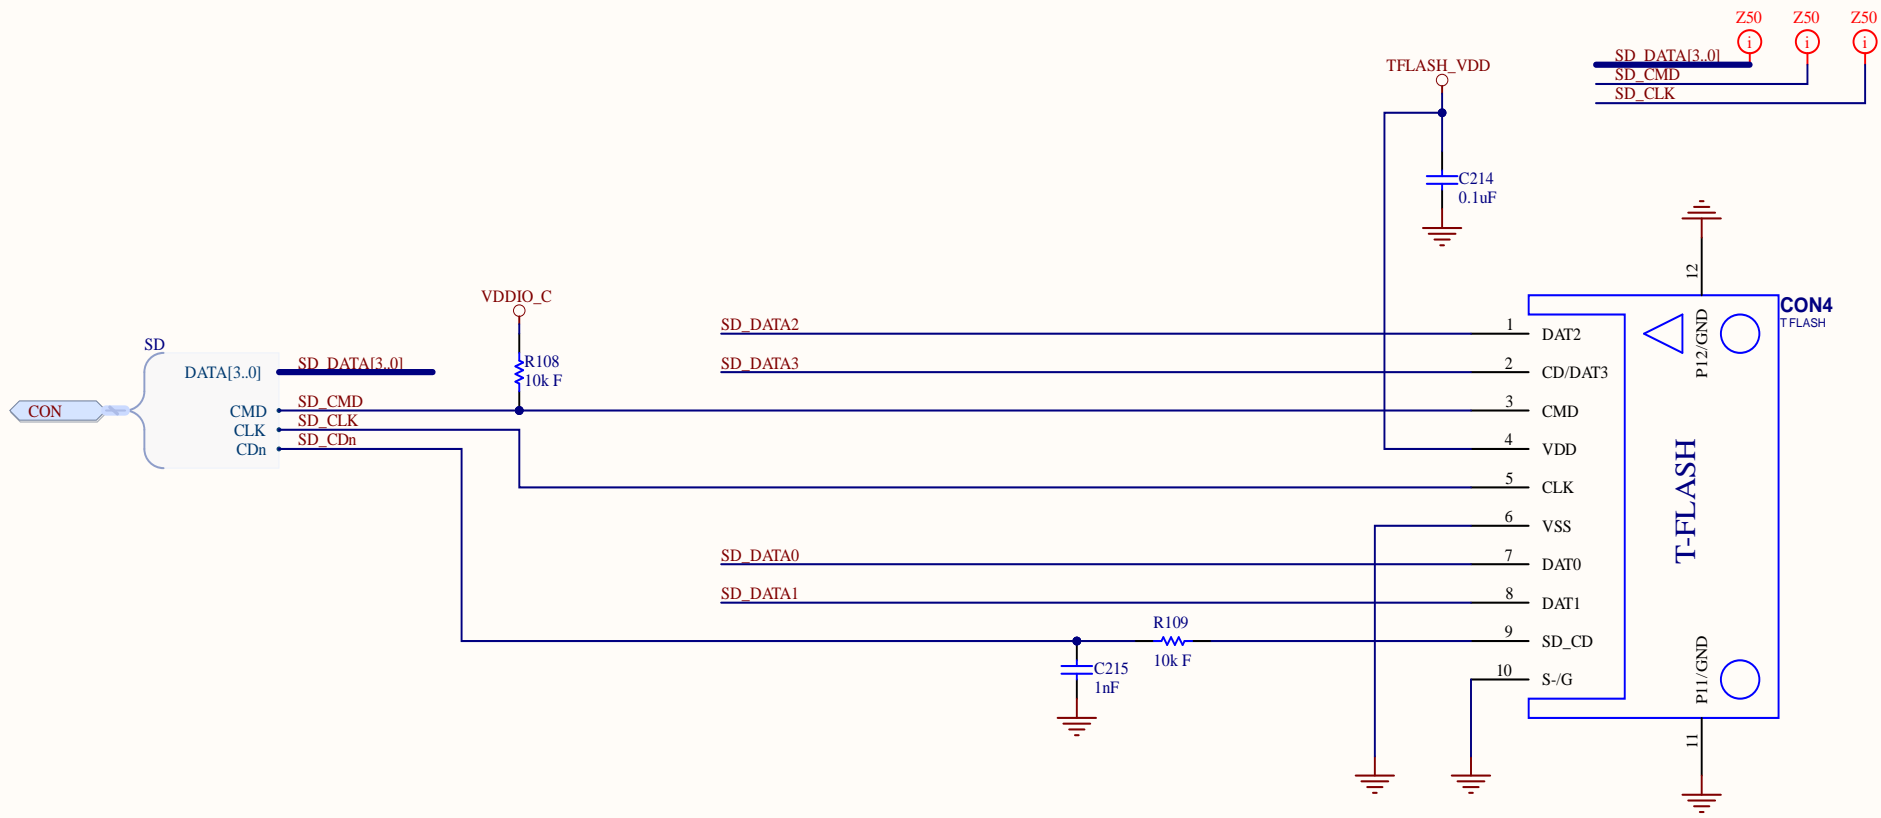 Z50
Z50
Z50
i
i
i
SD_DATA[3..0]
SD_CMD
SD_CLK
TFLASH_VDD
C214
0.1uF
12
VDDIO_C
CON4
T FLASH
SD_DATA2
1
DAT2
P12/GND
SD
SD_DATA3
2
CD/DAT3
R108
10k F
DATA[3..0]
SD_DATA[3..0]
CON
CMD
SD_CMD
3
CMD
CLK
SD_CLK
CDn
SD_CDn
4
VDD
5
CLK
T-FLASH
6
VSS
SD_DATA0
7
DAT0
SD_DATA1
8
DAT1
R109
10k F
9
SD_CD
C215
1nF
10
S-/G
P11/GND
11